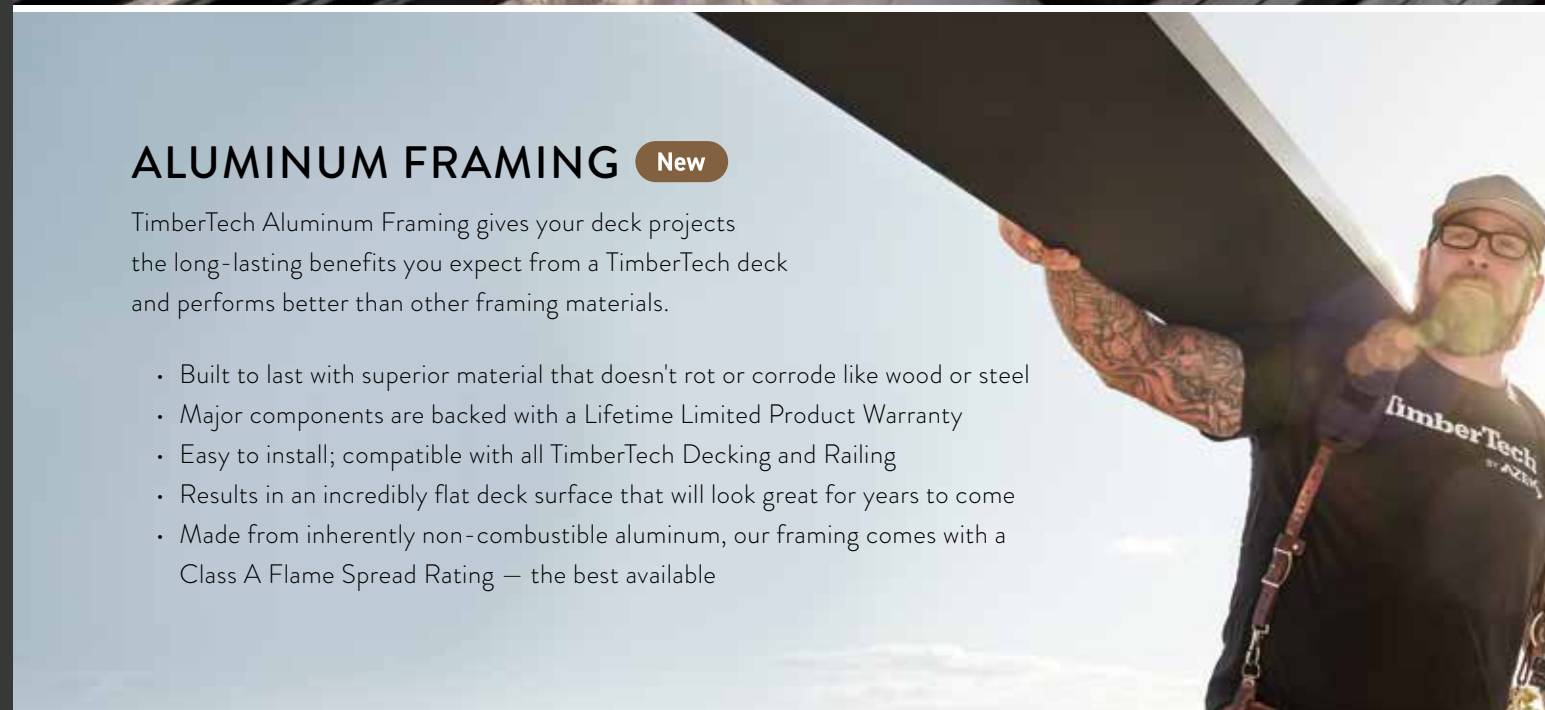 ALUMINUM FRAMING New
TimberTech Aluminum Framing gives your deck projects
the long-lasting benefits you expect from a TimberTech deck
and performs better than other framing materials.
• Built to last with superior material that doesn't rot or corrode like wood or steel
• Major components are backed with a Lifetime Limited Product Warranty
• Easy to install; compatible with all TimberTech Decking and Railing
• Results in an incredibly flat deck surface that will look great for years to come
• Made from inherently non-combustible aluminum, our framing comes with a
Class A Flame Spread Rating — the best available
TimberTech
BY AZEK